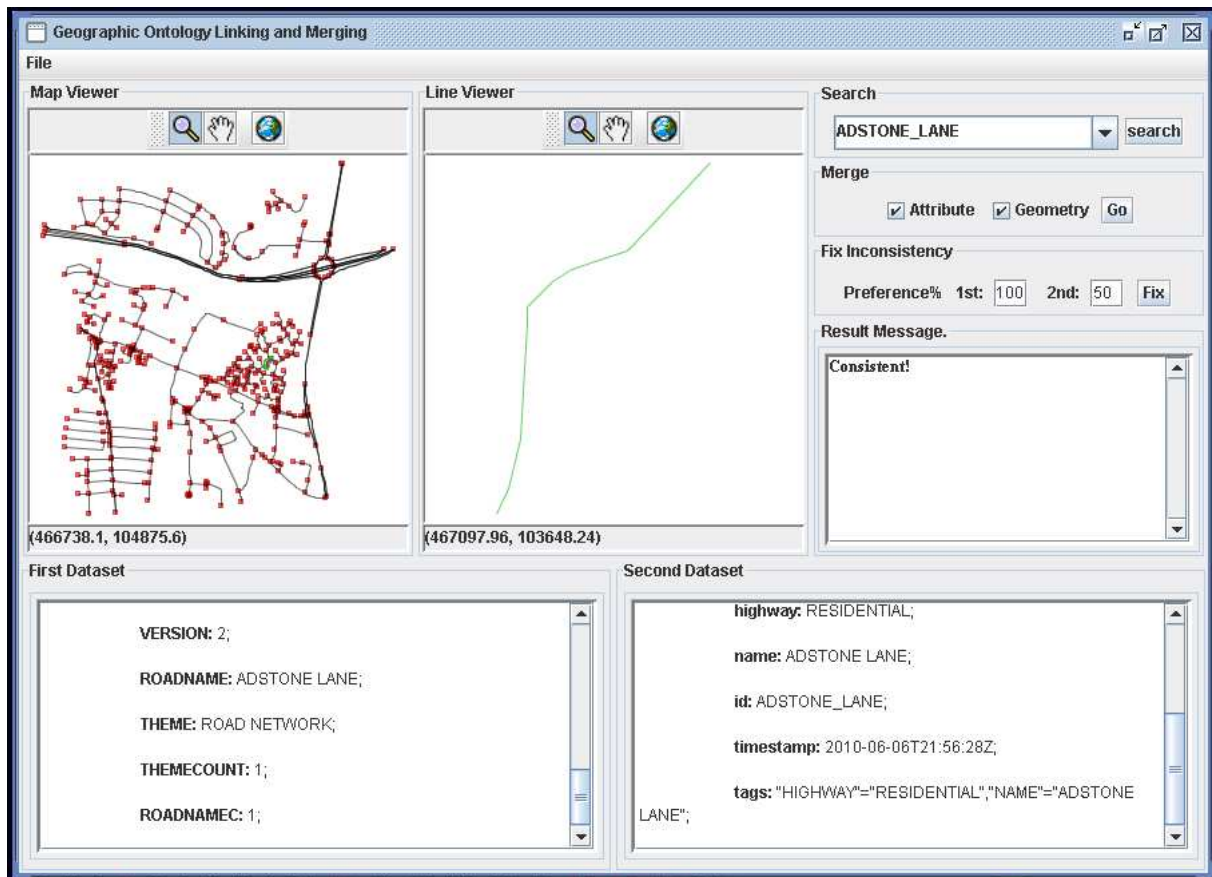 Geographic Ontology Linking and Merging
File
Map Viewer
Line Viewer
Search
ADSTONE_LANE
search
Merge
Attribute Geometry Go
Fix Inconsistency
Preference% 1st: 100 2nd: 50 Fix
Result Message.
Consistent!
(466738.1, 104875.6)
(467097.96, 103648.24)
First Dataset
VERSION: 2;
ROADNAME: ADSTONE LANE;
THEME: ROAD NETWORK;
THEMECOUNT: 1;
ROADNAMEC: 1;
Second Dataset
highway: RESIDENTIAL;
name: ADSTONE LANE;
id: ADSTONE_LANE;
timestamp: 2010-06-06T21:56:28Z;
tags: "HIGHWAY"="RESIDENTIAL","NAME"="ADSTONE
LANE";